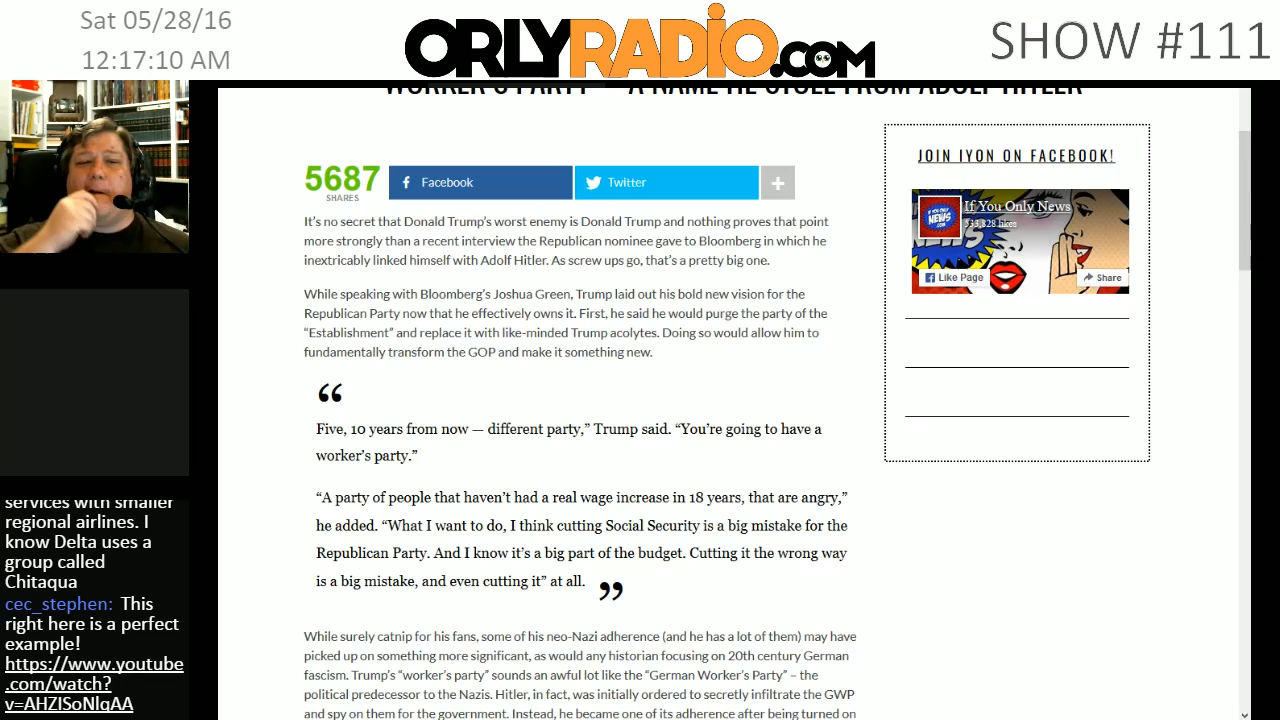 Sat 05/28/16
12:17:10 AM
ORLYRADiO.COM
SHOW #111
WORKER'S PARTY" – A NAME HE STOLE FROM ADOLF HITLER
5687
SHARES
Facebook
Twitter
+
It's no secret that Donald Trump's worst enemy is Donald Trump and nothing proves that point
more strongly than a recent interview the Republican nominee gave to Bloomberg in which he
inextricably linked himself with Adolf Hitler. As screw ups go, that's a pretty big one.
While speaking with Bloomberg's Joshua Green, Trump laid out his bold new vision for the
Republican Party now that he effectively owns it. First, he said he would purge the party of the
"Establishment" and replace it with like-minded Trump acolytes. Doing so would allow him to
fundamentally transform the GOP and make it something new.
“
Five, 10 years from now — different party,” Trump said. “You're going to have a
worker's party.”
“A party of people that haven't had a real wage increase in 18 years, that are angry,”
he added. “What I want to do, I think cutting Social Security is a big mistake for the
Republican Party. And I know it's a big part of the budget. Cutting it the wrong way
is a big mistake, and even cutting it” at all.
”
While surely catnip for his fans, some of his neo-Nazi adherence (and he has a lot of them) may have
picked up on something more significant, as would any historian focusing on 20th century German
fascism. Trump's “worker's party” sounds an awful lot like the “German Worker's Party” – the
political predecessor to the Nazis. Hitler, in fact, was initially ordered to secretly infiltrate the GWP
and spy on them for the government. Instead, he became one of its adherence after being turned on
JOIN IYON ON FACEBOOK!
IF YOU ONLY
NEWS
.COM
If You Only News
Like Page
Share
services with smaller
regional airlines. I
know Delta uses a
group called
Chitaqua
cec_stephen: This
right here is a perfect
example!
https://www.youtube
.com/watch?
v=AHZISoNlqAA